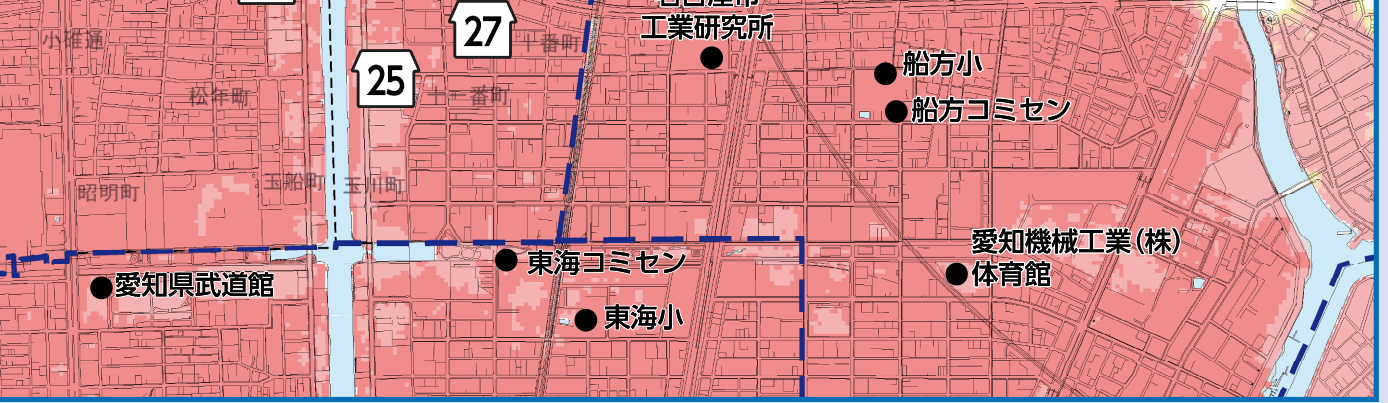 工業研究所
27
十番町
小碓通
25
船方小
松年町
十一番町
船方コミセン
玉船町
玉川町
昭明町
愛知機械工業(株)
体育館
東海コミセン
愛知県武道館
東海小